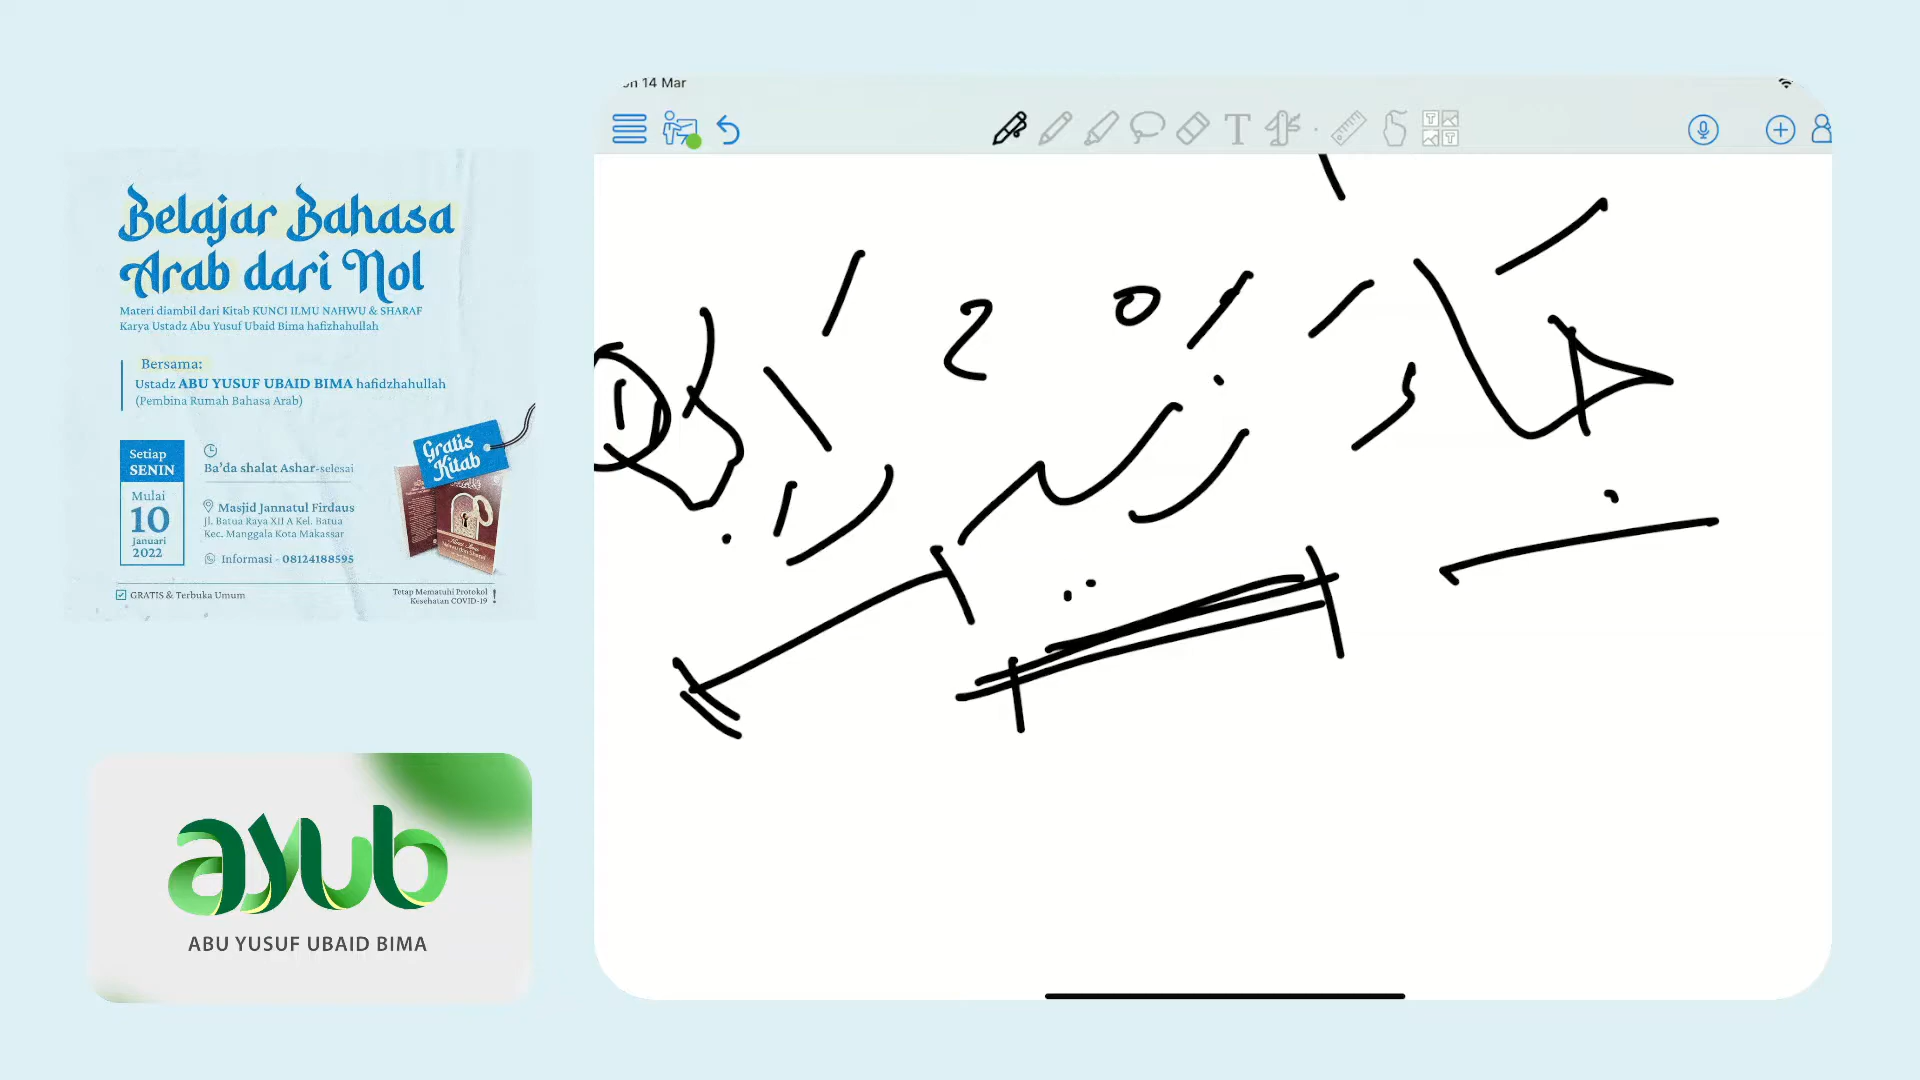 Belajar Bahasa
Arab dari Nol
Materi diambil dari Kitab KUNCI ILMU NAHWU & SHARAF
Karya Ustadz Abu Yusuf Ubaid Bima hafizhahullah
Bersama:
Ustadz ABU YUSUF UBAID BIMA hafidzhahullah
(Pembina Rumah Bahasa Arab)
Setiap
SENIN
Mulai
10
Januari
2022
Ba'da shalat Ashar-selesai
Masjid Jannatul Firdaus
Jl. Batua Raya XII A Kel. Batua
Kec. Manggala Kota Makassar
Informasi - 08124188595
Gratis
Kitab
GRATIS & Terbuka Umum
Tetap Mematuhi Protokol
Kesehatan COVID-19 !
ayub
ABU YUSUF UBAID BIMA
14 Mar
جَاءَ زَيْدٌ